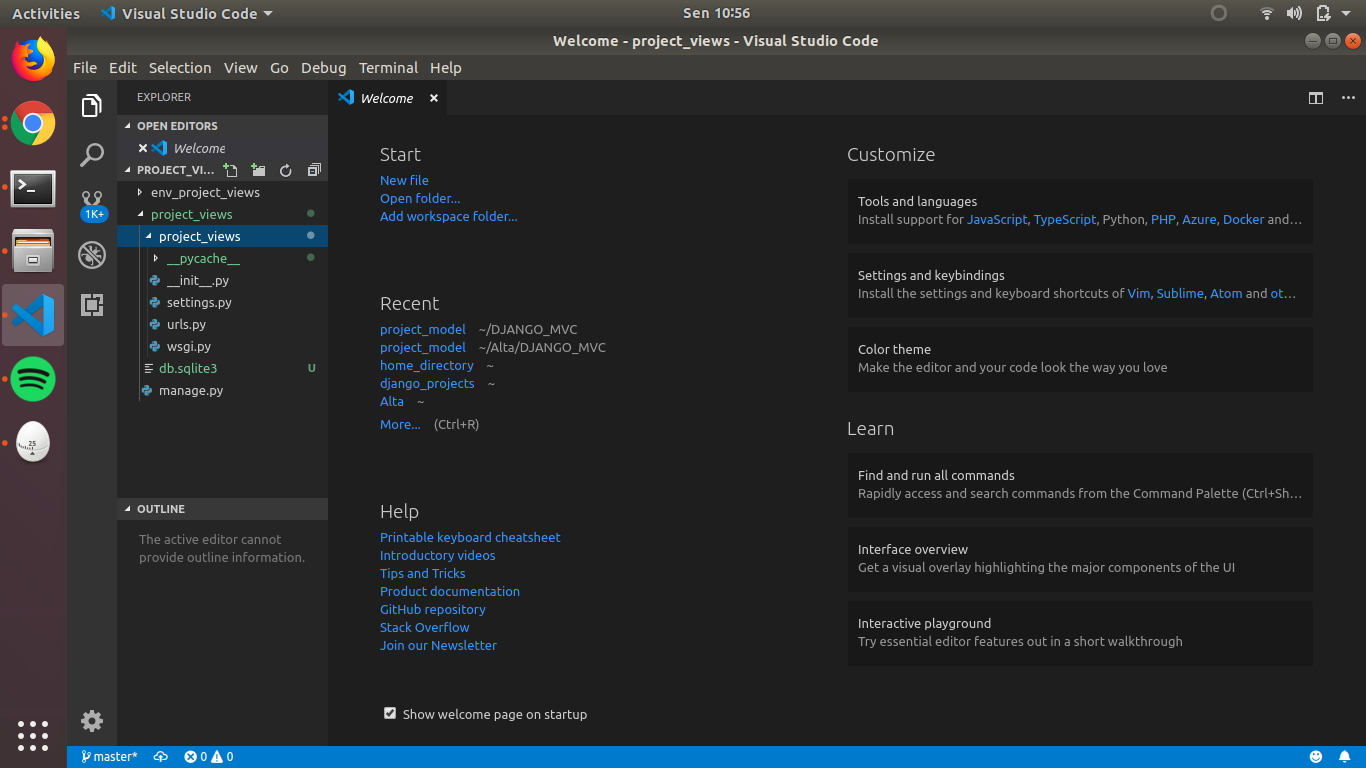 Activities Visual Studio Code Sen 10:56
Welcome - project_views - Visual Studio Code
File Edit Selection View Go Debug Terminal Help
EXPLORER
OPEN EDITORS
Welcome
PROJECT_VI...
env_project_views
project_views
project_views
__pycache__
__init__.py
settings.py
urls.py
wsgi.py
db.sqlite3 U
manage.py
OUTLINE
The active editor cannot
provide outline information.
1K+
25
Welcome
Start
New file
Open folder...
Add workspace folder...
Recent
project_model ~/DJANGO_MVC
project_model ~/Alta/DJANGO_MVC
home_directory ~
django_projects ~
Alta ~
More... (Ctrl+R)
Help
Printable keyboard cheatsheet
Introductory videos
Tips and Tricks
Product documentation
GitHub repository
Stack Overflow
Join our Newsletter
Show welcome page on startup
Customize
Tools and languages
Install support for JavaScript, TypeScript, Python, PHP, Azure, Docker and...
Settings and keybindings
Install the settings and keyboard shortcuts of Vim, Sublime, Atom and ot...
Color theme
Make the editor and your code look the way you love
Learn
Find and run all commands
Rapidly access and search commands from the Command Palette (Ctrl+Sh...
Interface overview
Get a visual overlay highlighting the major components of the UI
Interactive playground
Try essential editor features out in a short walkthrough
master* 0 0